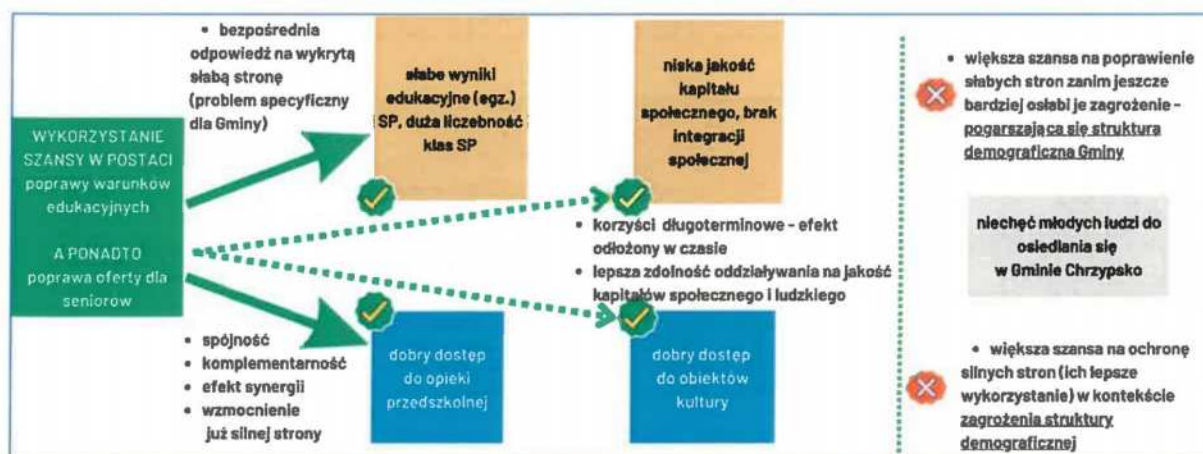 WYKORZYSTANIE
SZANSY W POSTACI
poprawy warunków
edukacyjnych
A PONADTO
poprawa oferty dla
seniorow
• bezpośrednia
odpowiedź na wykrytą
słabą stronę
(problem specyficzny
dla Gminy)
słabe wyniki
edukacyjne (egz.)
SP, duża liczebność
klas SP
niska jakość
kapitału
społecznego, brak
integracji
społecznej
• korzyści długoterminowe - efekt
odłożony w czasie
• lepsza zdolność oddziaływania na jakość
kapitałów społecznego i ludzkiego
• spójność
• komplementarność
• efekt synergii
• wzmocnienie
już silnej strony
dobry dostęp
do opieki
przedszkolnej
dobry dostęp
do obiektów
kultury
• większa szansa na poprawienie
słabych stron zanim jeszcze
bardziej osłabi je zagrożenie -
pogarszająca się struktura
demograficzna Gminy
niechęć młodych ludzi do
osiedlania się
w Gminie Chrzypsko
• większa szansa na ochronę
silnych stron (ich lepsze
wykorzystanie) w kontekście
zagrożenia struktury
demograficznej